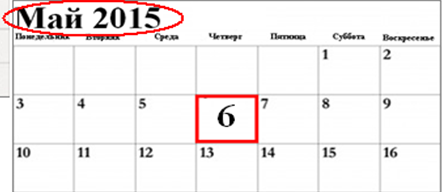 Май 2015
Понедельник Вторник Среда Четверг Пятница Суббота Воскресенье
1 2
3 4 5 6 7 8 9
10 11 12 13 14 15 16